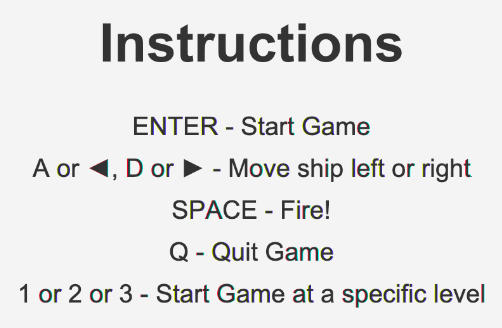 Instructions
ENTER - Start Game
A or ◄, D or ► - Move ship left or right
SPACE - Fire!
Q - Quit Game
1 or 2 or 3 - Start Game at a specific level